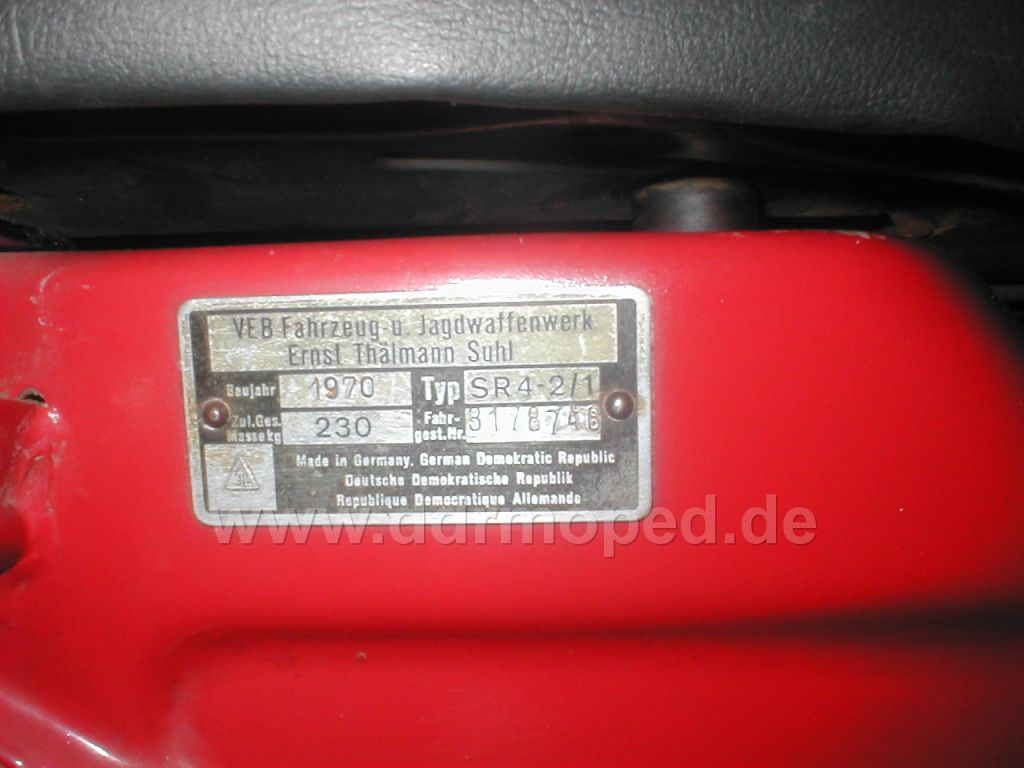 VEB Fahrzeug-u. Jagdwaffenwerk
Ernst Thälmann Suhl
Baujahr 1970 Typ SR4-2/1
Zul.Ges. Masse kg 230 Fahr-gest.Nr. 3178746
Made in Germany. German Demokratic Republic
Deutsche Demokratische Republik
Republique Democratique Allemande
www.ddrmoped.de